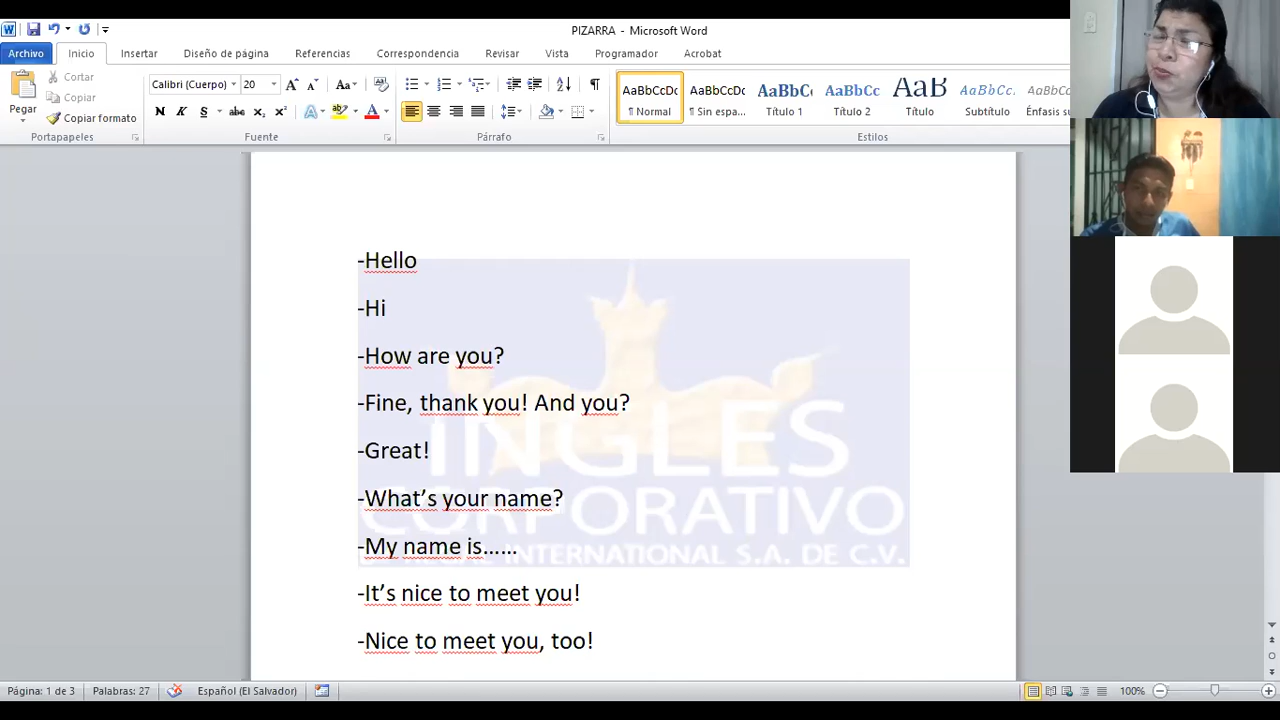 PIZARRA - Microsoft Word
Archivo Inicio Insertar Diseño de página Referencias Correspondencia Revisar Vista Programador Acrobat
Pegar
Cortar
Copiar
Copiar formato
Portapapeles
Calibri (Cuerpo) 20
Fuente
Párrafo
AaBbCcDc AaBbCcDc AaBbCc AaBbCc AaB AaBbCc. AaBbCcDc
¶ Normal ¶ Sin espa... Título 1 Título 2 Título Subtítulo Énfasis su
Estilos
-Hello
-Hi
-How are you?
-Fine, thank you! And you?
-Great!
-What's your name?
-My name is……
-It's nice to meet you!
-Nice to meet you, too!
INGLES
CORPORATIVO
INTERNATIONAL S.A. DE C.V.
Página: 1 de 3 Palabras: 27 Español (El Salvador) 100%